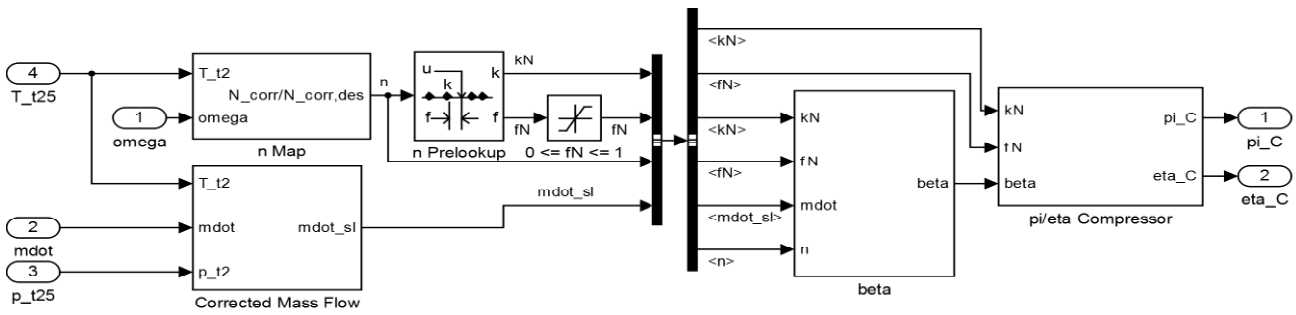 4
T_t25
1
omega
2
mdot
3
p_t25
T_t2
omega
N_corr/N_corr,des
n Map
T_t2
mdot
p_t2
mdot_sl
Corrected Mass Flow
n
u
k
f
k
f
n Prelookup
kN
fN
0 <= fN <= 1
fN
mdot_sl
<kN>
<fN>
<kN>
<fN>
<mdot_sl>
<n>
kN
fN
mdot
n
beta
beta
kN
fN
beta
pi_C
eta_C
pi/eta Compressor
1
pi_C
2
eta_C